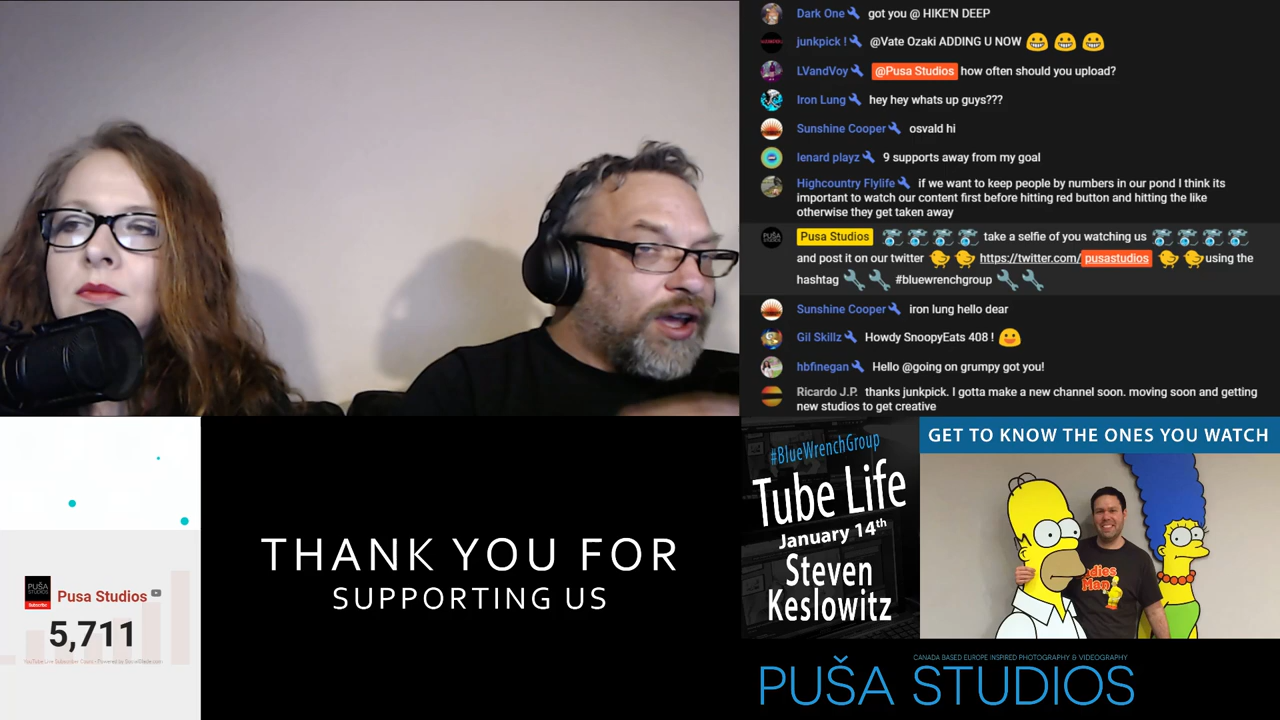 Dark One got you @ HIKE'N DEEP
junkpick ! @Vate Ozaki ADDING U NOW
LVandVoy @Pusa Studios how often should you upload?
Iron Lung hey hey whats up guys???
Sunshine Cooper osvald hi
lenard playz 9 supports away from my goal
Highcountry Flylife if we want to keep people by numbers in our pond I think its
important to watch our content first before hitting red button and hitting the like
otherwise they get taken away
Pusa Studios take a selfie of you watching us
and post it on our twitter https://twitter.com/pusastudios using the
hashtag #bluewrenchgroup
Sunshine Cooper iron lung hello dear
Gil Skillz Howdy SnoopyEats 408 !
hbfinegan Hello @going on grumpy got you!
Ricardo J.P. thanks junkpick. I gotta make a new channel soon. moving soon and getting
new studios to get creative
PUŠA
STUDIOS
Subscribe
Pusa Studios
5,711
THANK YOU FOR
SUPPORTING US
#BlueWrenchGroup
Tube Life
January 14th
Steven
Keslowitz
GET TO KNOW THE ONES YOU WATCH
CANADA BASED EUROPE INSPIRED PHOTOGRAPHY & VIDEOGRAPHY
PUŠA STUDIOS